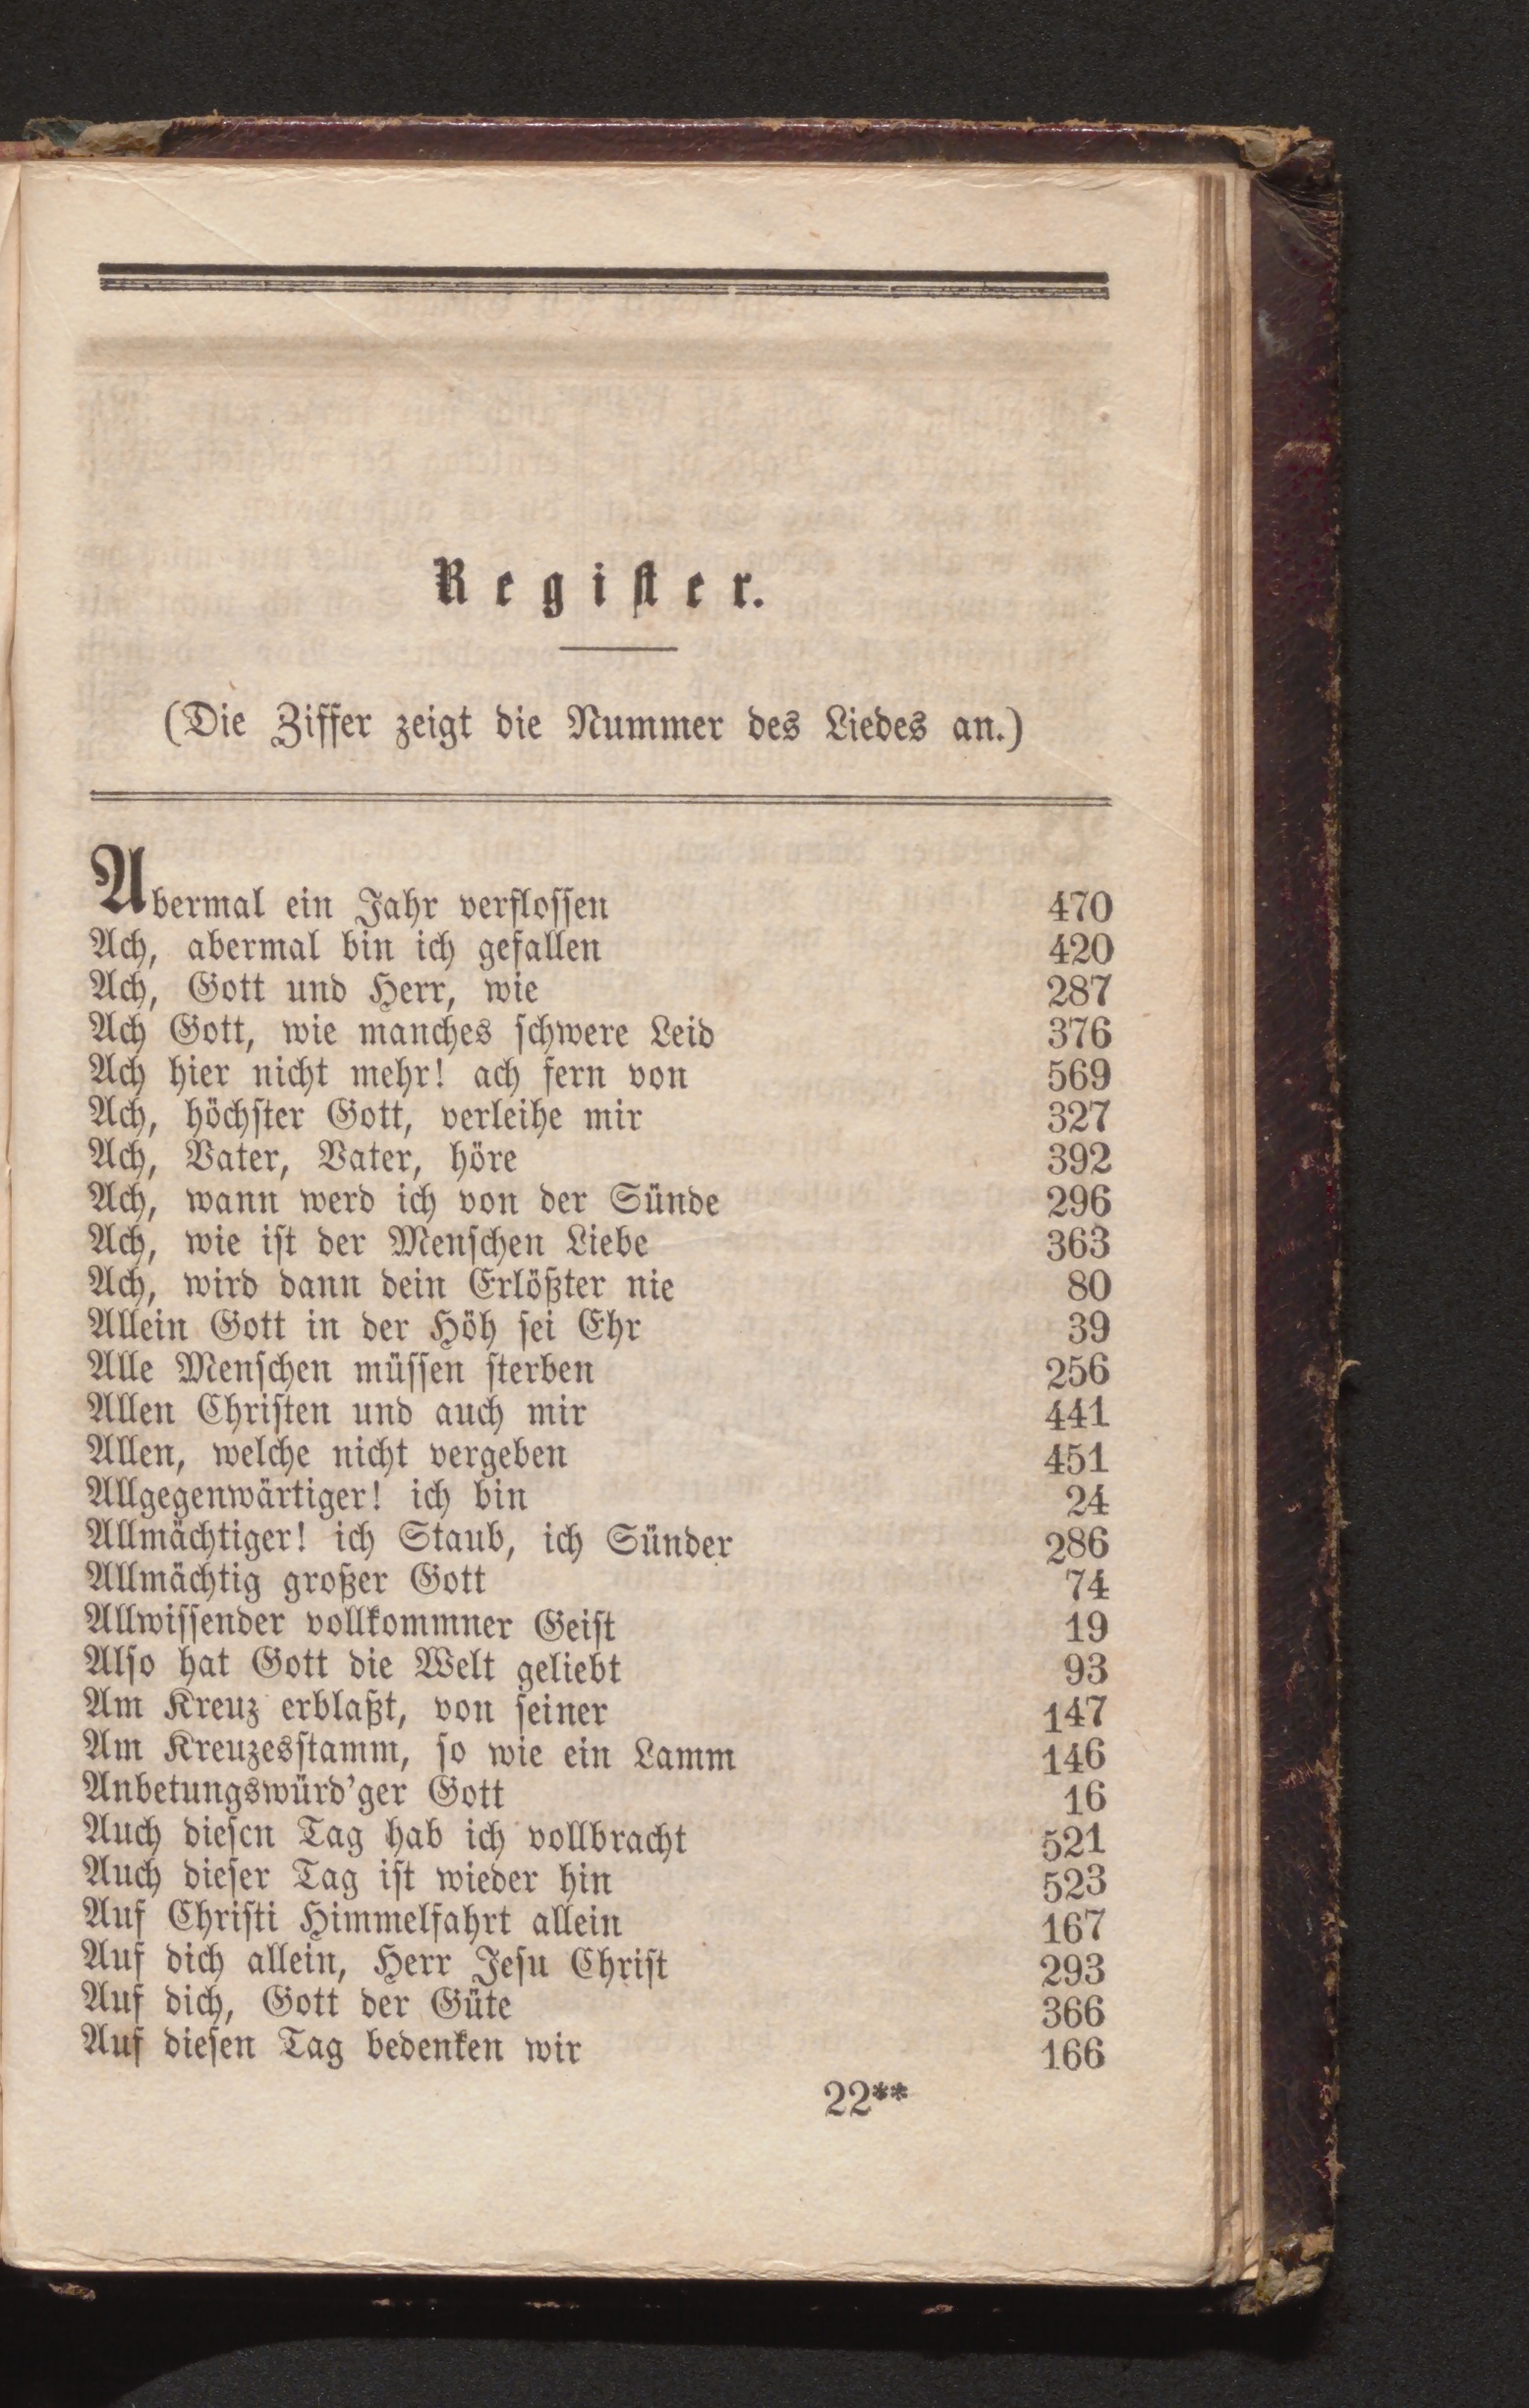 Register.
(Die Ziffer zeigt die Nummer des Liedes an.)
Abermal ein Jahr verflossen 470
Ach, abermal bin ich gefallen 420
Ach, Gott und Herr, wie 287
Ach Gott, wie manches schwere Leid 376
Ach hier nicht mehr! ach fern von 569
Ach, höchster Gott, verleihe mir 327
Ach, Vater, Vater, höre 392
Ach, wann werd ich von der Sünde 296
Ach, wie ist der Menschen Liebe 363
Ach, wird dann dein Erlößter nie 80
Allein Gott in der Höh sei Ehr 39
Alle Menschen müssen sterben 256
Allen Christen und auch mir 441
Allen, welche nicht vergeben 451
Allgegenwärtiger! ich bin 24
Allmächtiger! ich Staub, ich Sünder 286
Allmächtig großer Gott 74
Allwissender vollkommner Geist 19
Also hat Gott die Welt geliebt 93
Am Kreuz erblaßt, von seiner 147
Am Kreuzesstamm, so wie ein Lamm 146
Anbetungswürd'ger Gott 16
Auch diesen Tag hab ich vollbracht 521
Auch dieser Tag ist wieder hin 523
Auf Christi Himmelfahrt allein 167
Auf dich allein, Herr Jesu Christ 293
Auf dich, Gott der Güte 366
Auf diesen Tag bedenken wir 166
22**